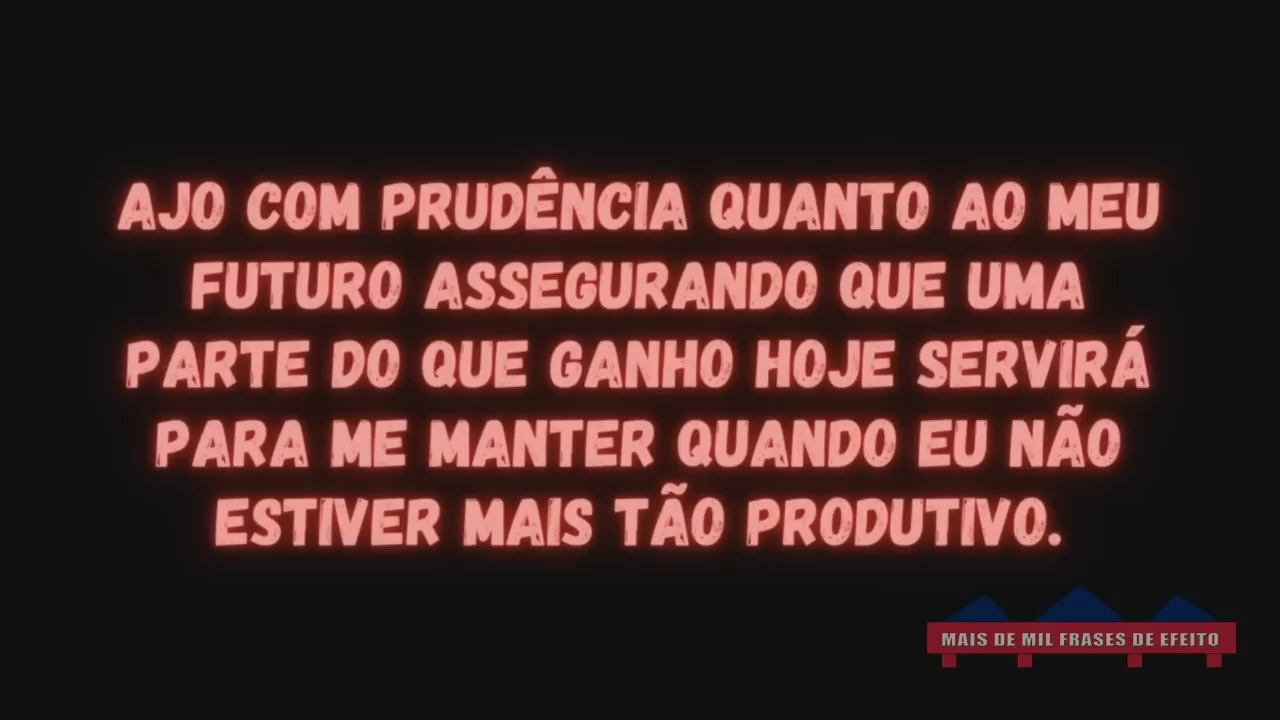 AJO COM PRUDÊNCIA QUANTO AO MEU
FUTURO ASSEGURANDO QUE UMA
PARTE DO QUE GANHO HOJE SERVIRÁ
PARA ME MANTER QUANDO EU NÃO
ESTIVER MAIS TÃO PRODUTIVO.
MAIS DE MIL FRASES DE EFEITO